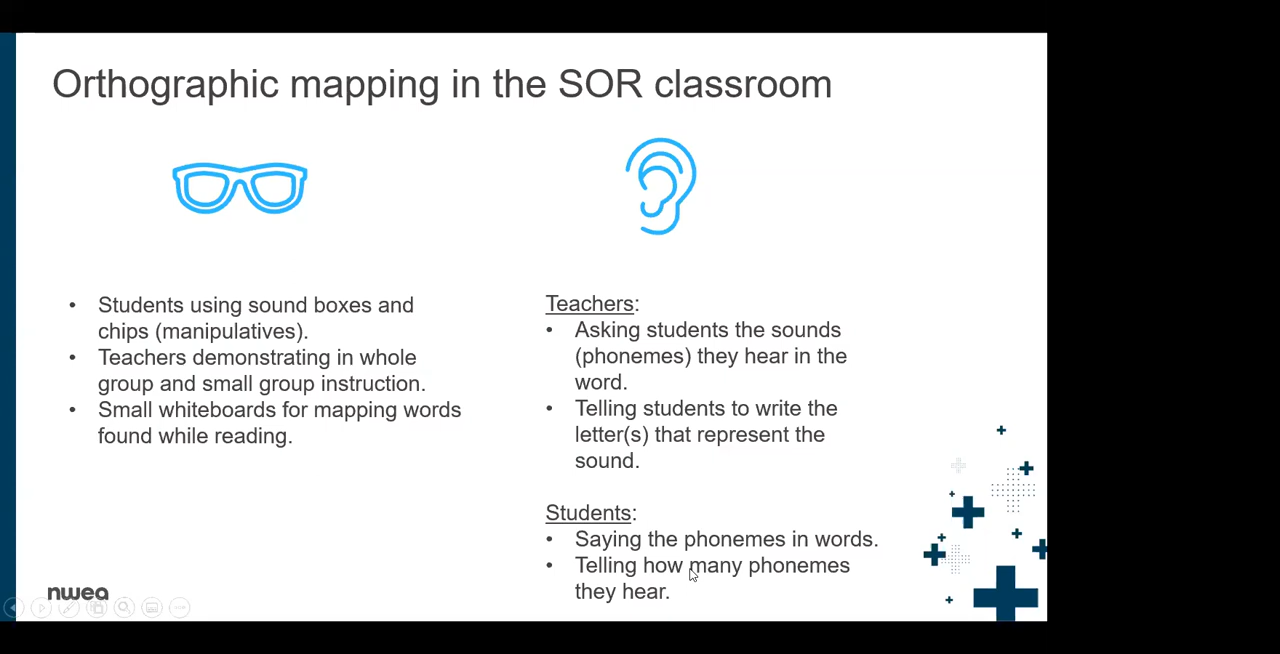 Orthographic mapping in the SOR classroom
• Students using sound boxes and
chips (manipulatives).
• Teachers demonstrating in whole
group and small group instruction.
• Small whiteboards for mapping words
found while reading.
Teachers:
• Asking students the sounds
(phonemes) they hear in the
word.
• Telling students to write the
letter(s) that represent the
sound.
Students:
• Saying the phonemes in words.
• Telling how many phonemes
they hear.
nwea